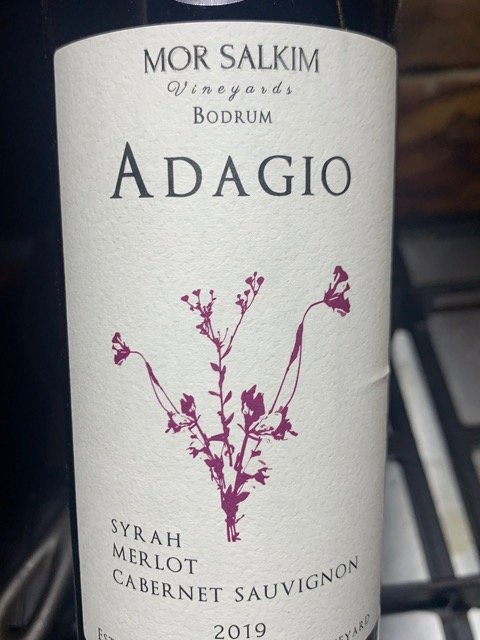 MOR SALKIM
Vineyards
BODRUM
ADAGIO
SYRAH
MERLOT
CABERNET SAUVIGNON
2019